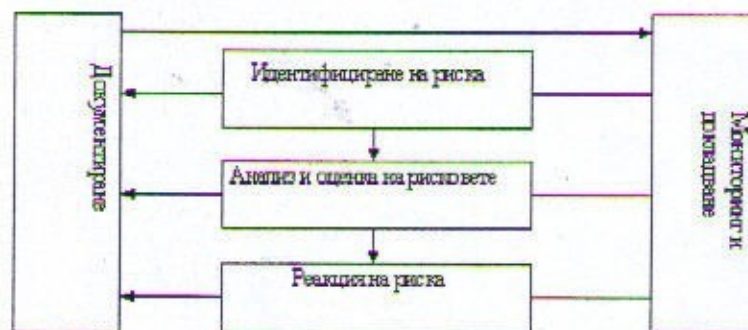 Документиране
Идентифициране на риска
Анализ и оценка на рисковете
Реакция на риска
Мониторинг и
докладване